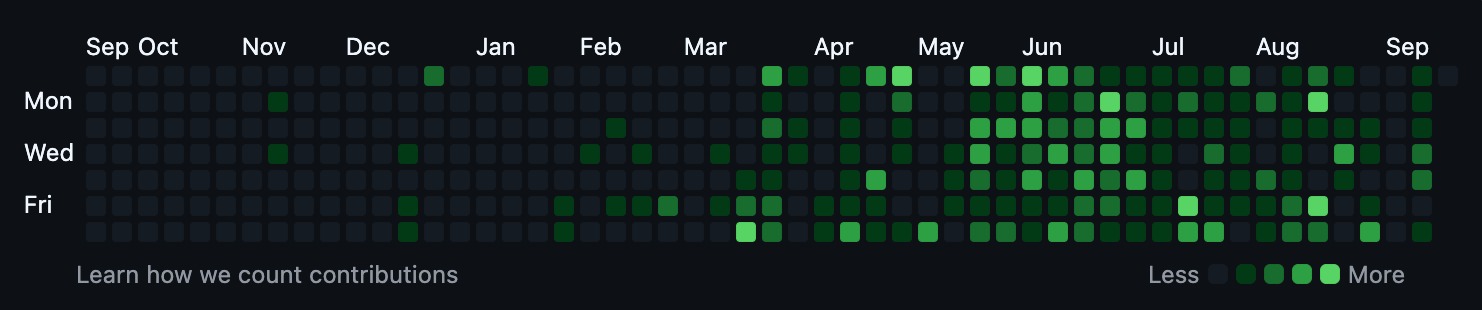 Sep Oct Nov Dec Jan Feb Mar Apr May Jun Jul Aug Sep
Mon
Wed
Fri
Learn how we count contributions Less More